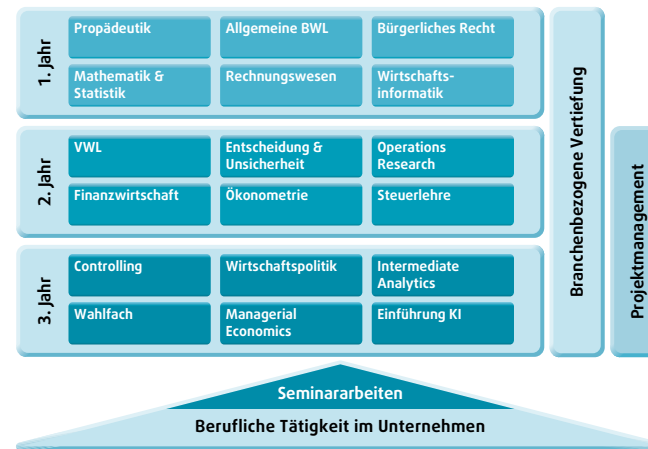 1. Jahr
Propädeutik
Allgemeine BWL
Bürgerliches Recht
Mathematik &
Statistik
Rechnungswesen
Wirtschafts-
informatik
2. Jahr
VWL
Entscheidung &
Unsicherheit
Operations
Research
Finanzwirtschaft
Ökonometrie
Steuerlehre
3. Jahr
Controlling
Wirtschaftspolitik
Intermediate
Analytics
Wahlfach
Managerial
Economics
Einführung KI
Branchenbezogene Vertiefung
Projektmanagement
Seminararbeiten
Berufliche Tätigkeit im Unternehmen